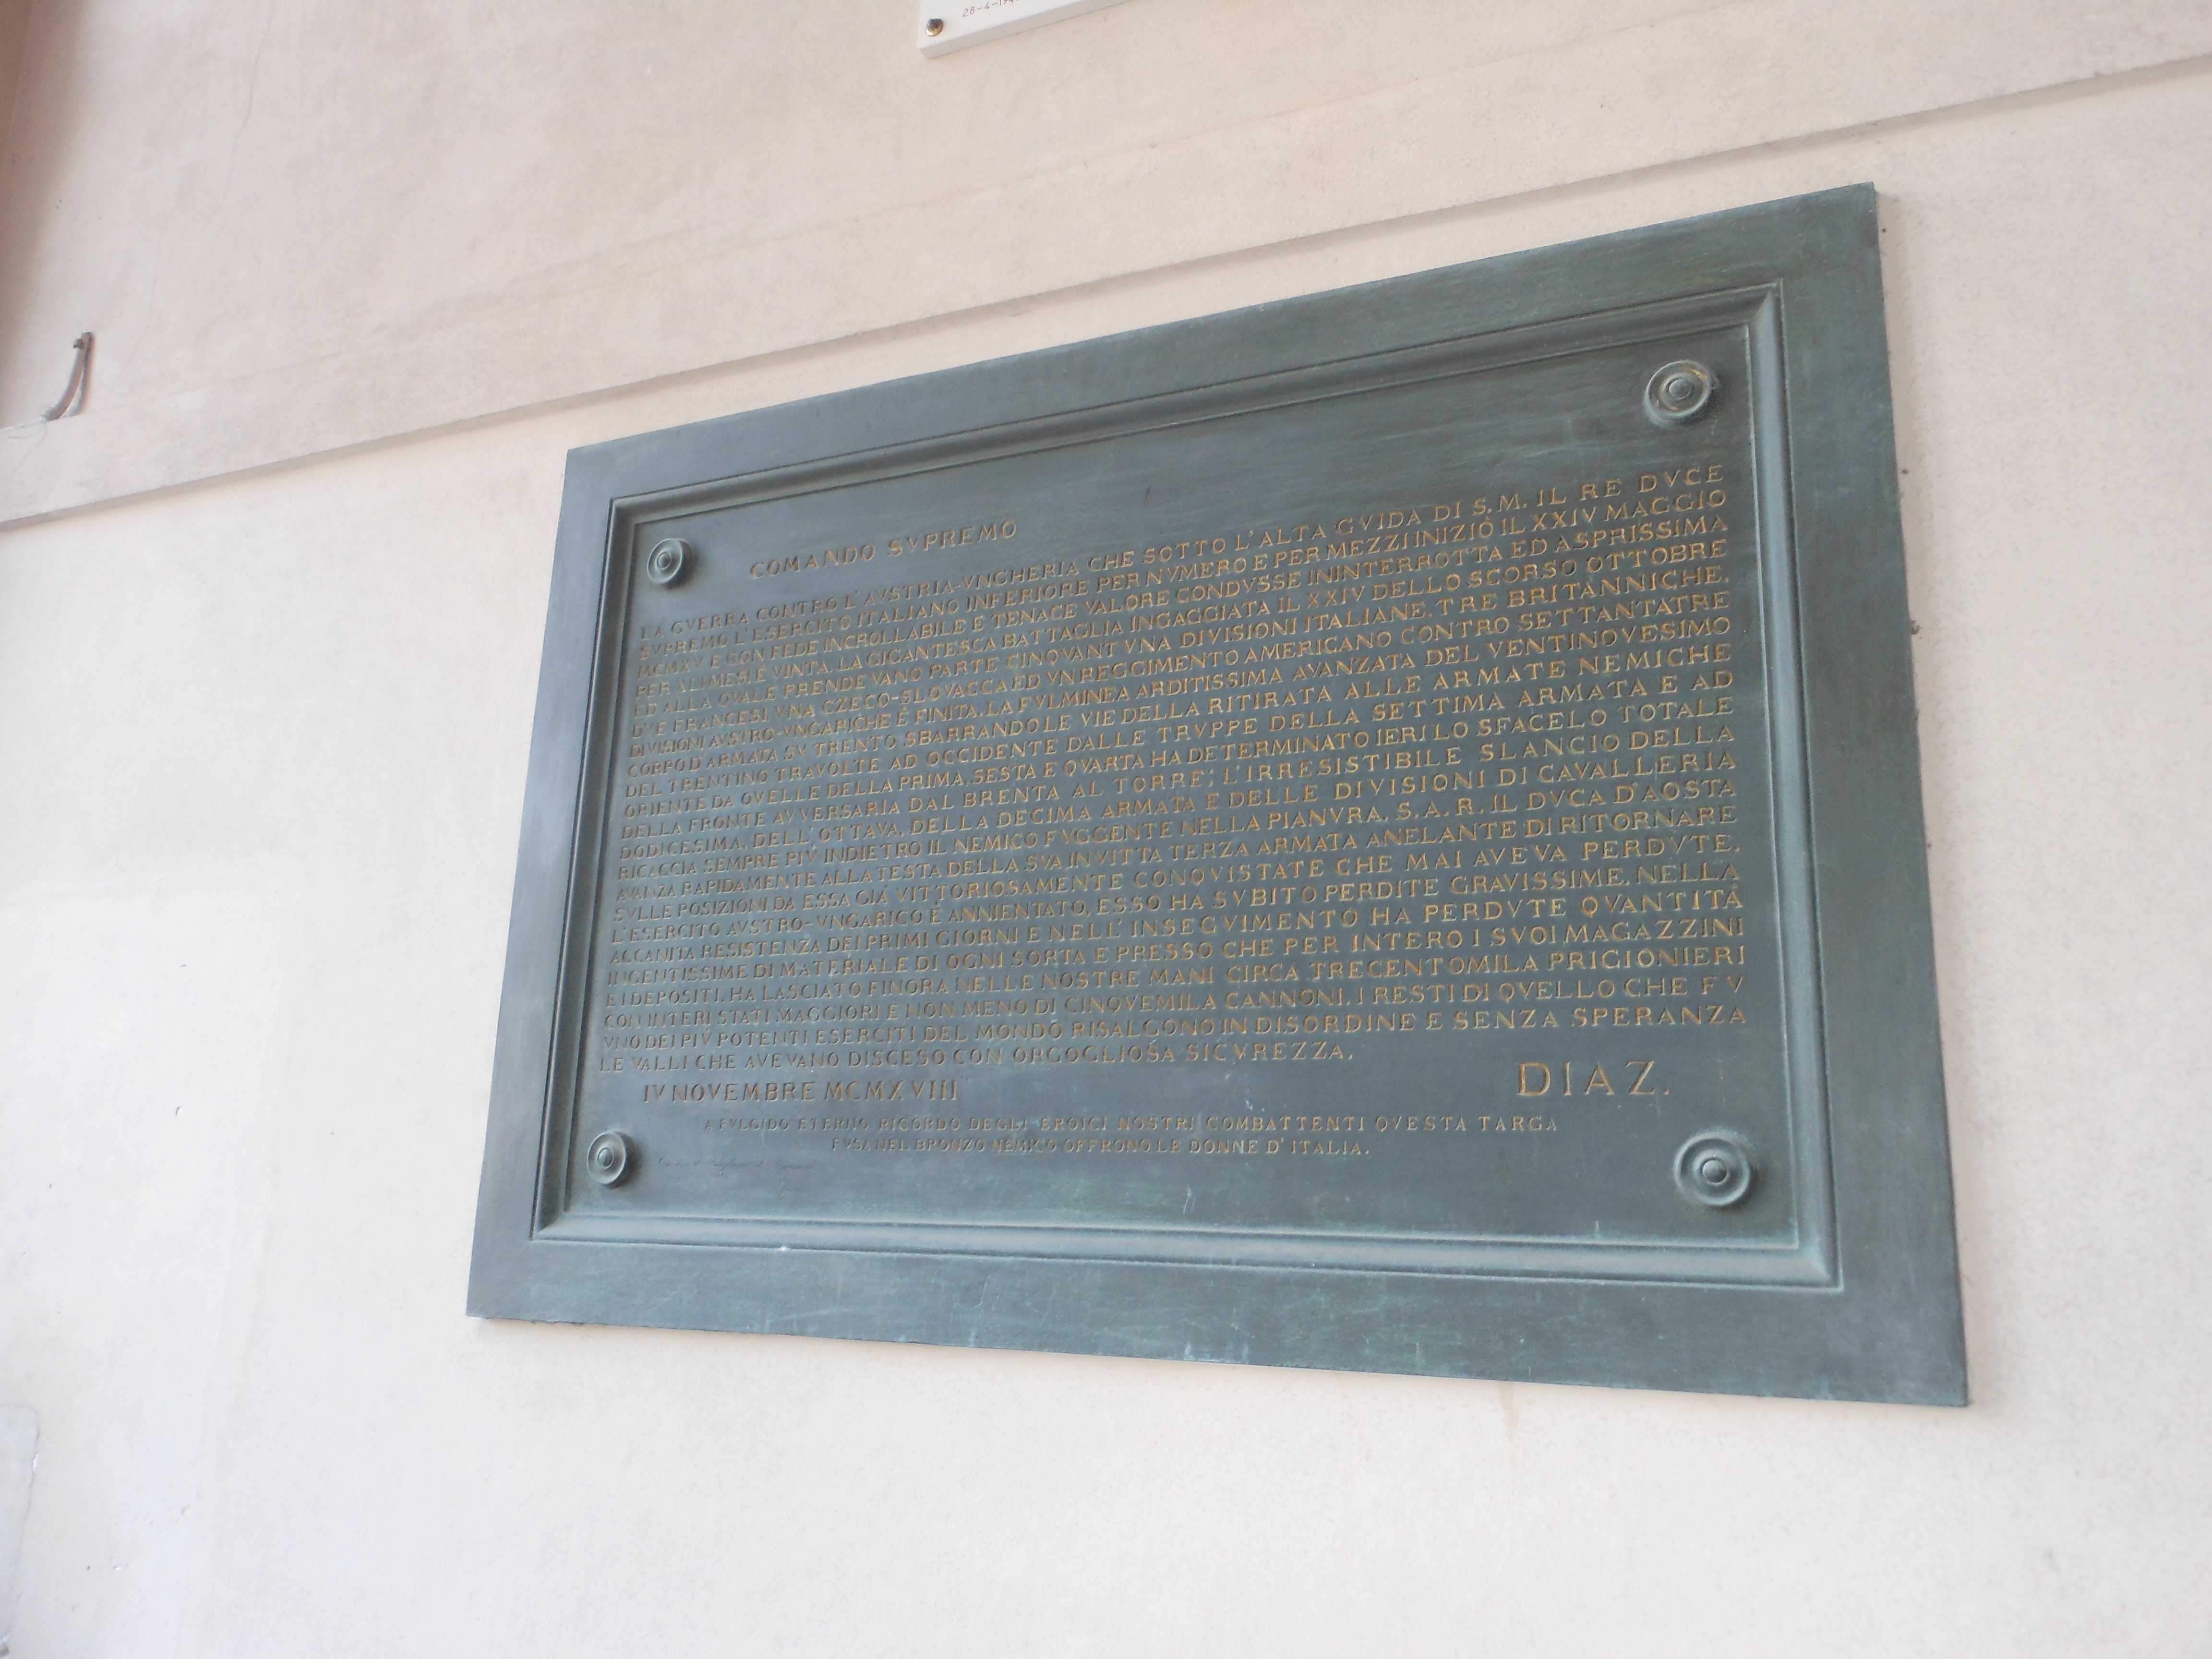 28-4-19
COMANDO SVPREMO
LA GVERRA CONTRO L'AVSTRIA-VNGHERIA CHE SOTTO L'ALTA GVIDA DI S.M. IL RE DVCE
SVPREMO L'ESERCITO ITALIANO INFERIORE PER NVMERO E PER MEZZI INIZIÒ IL XXIV MAGGIO
MCMXV E CON FEDE INCROLLABILE E TENACE VALORE CONDVSSE ININTERROTTA ED ASPRISSIMA
PER XLI MESI È VINTA. LA GIGANTESCA BATTAGLIA INGAGGIATA IL XXIV DELLO SCORSO OTTOBRE
ED ALLA QVALE PRENDEVANO PARTE CINQVANTVNA DIVISIONI ITALIANE, TRE BRITANNICHE,
DVE FRANCESI, VNA CZECO-SLOVACCA ED VN REGGIMENTO AMERICANO CONTRO SETTANTATRE
DIVISIONI AVSTRO-VNGARICHE È FINITA. LA FVLMINEA ARDITISSIMA AVANZATA DEL VENTINOVESIMO
CORPO D'ARMATA SV TRENTO SBARRANDO LE VIE DELLA RITIRATA ALLE ARMATE NEMICHE
DEL TRENTINO TRAVOLTE AD OCCIDENTE DALLE TRVPPE DELLA SETTIMA ARMATA E AD
ORIENTE DA QVELLE DELLA PRIMA, SESTA E QVARTA HA DETERMINATO IERI LO SFACELO TOTALE
DELLA FRONTE AVVERSARIA DAL BRENTA AL TORRE; L'IRRESISTIBILE SLANCIO DELLA
DODICESIMA, DELL'OTTAVA, DELLA DECIMA ARMATA E DELLE DIVISIONI DI CAVALLERIA
RICACCIA SEMPRE PIV INDIETRO IL NEMICO FVGGENTE NELLA PIANVRA, S.A.R. IL DVCA D'AOSTA
AVANZA RAPIDAMENTE ALLA TESTA DELLA SVA INVITTA TERZA ARMATA ANELANTE DI RITORNARE
SVLLE POSIZIONI DA ESSA GIÀ VITTORIOSAMENTE CONQVISTATE CHE MAI AVEVA PERDVTE.
L'ESERCITO AVSTRO-VNGARICO È ANNIENTATO, ESSO HA SVBITO PERDITE GRAVISSIME, NELLA
ACCANITA RESISTENZA DEI PRIMI GIORNI E NELL'INSEGVIMENTO HA PERDVTE QVANTITÀ
INGENTISSIME DI MATERIALE DI OGNI SORTA E PRESSO CHE PER INTERO I SVOI MAGAZZINI
E I DEPOSITI. HA LASCIATO FINORA NELLE NOSTRE MANI CIRCA TRECENTOMILA PRIGIONIERI
CON INTERI STATI MAGGIORI E NON MENO DI CINQVEMILA CANNONI. I RESTI DI QVELLO CHE FV
VNO DEI PIV POTENTI ESERCITI DEL MONDO RISALGONO IN DISORDINE E SENZA SPERANZA
LE VALLI CHE AVEVANO DISCESO CON ORGOGLIOSA SICVREZZA.
IV NOVEMBRE MCMXVIII
DIAZ.
A FVLGIDO ETERNO RICORDO DEGLI EROICI NOSTRI COMBATTENTI QVESTA TARGA
FVSA NEL BRONZO NEMICO OFFRONO LE DONNE D'ITALIA.